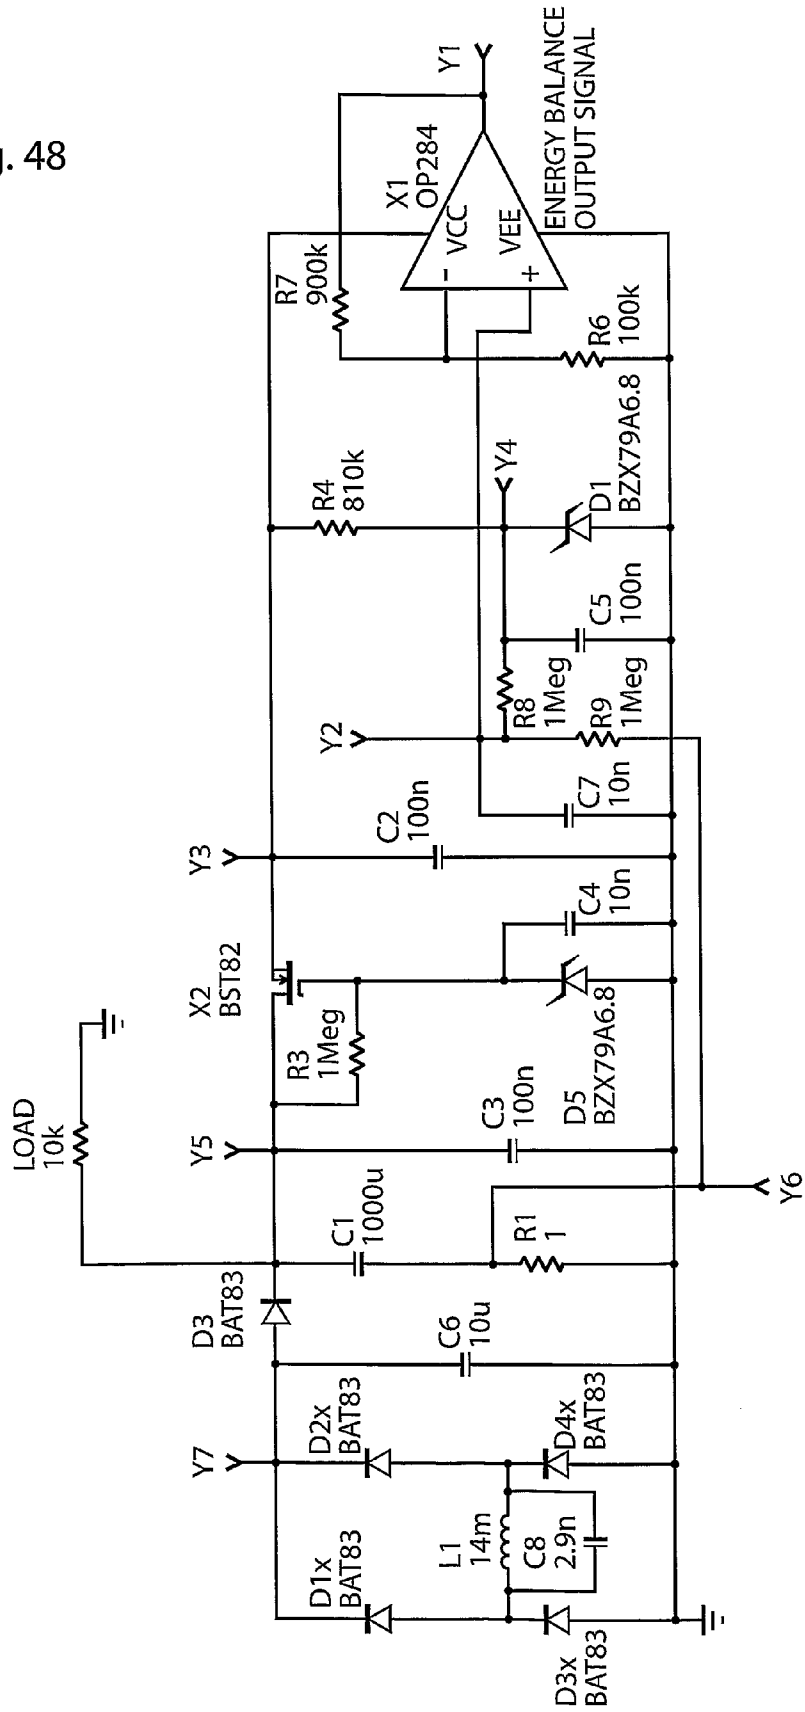 g. 48
Y1
ENERGY BALANCE
OUTPUT SIGNAL
X1
OP284
VCC
VEE
-
+
R7
900k
R6
100k
R4
810k
Y4
D1
BZX79A6.8
C5
100n
R8
1Meg
R9
1Meg
Y2
C7
10n
C2
100n
Y3
C4
10n
X2
BST82
R3
1Meg
D5
BZX79A6.8
LOAD
10k
C3
100n
Y5
Y6
C1
1000u
R1
1
D3
BAT83
C6
10u
Y7
D2x
BAT83
D4x
BAT83
L1
14m
C8
2.9n
D1x
BAT83
D3x
BAT83